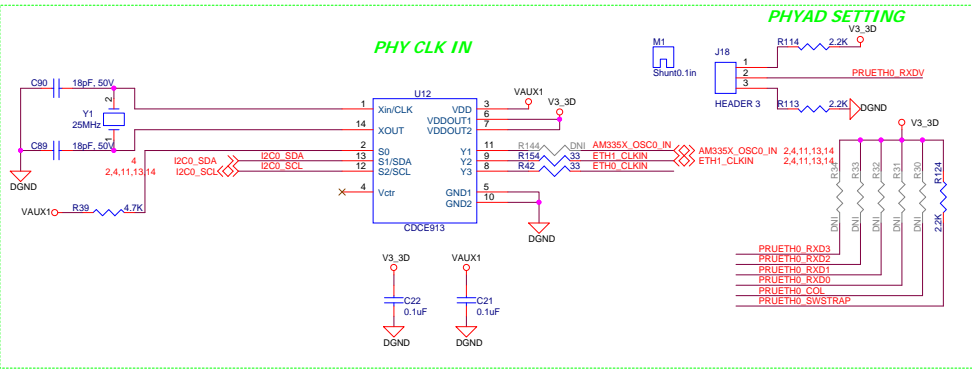 PHYAD SETTING
PHY CLK IN
V3_3D
R114 2.2K
M1
Shunt0.1in
J18
1
2
3
PRUETH0_RXDV
HEADER 3
R113 2.2K
DGND
C90 18pF, 50V
2
Y1
25MHz
1
C89 18pF, 50V
DGND
U12
VAUX1
V3_3D
1 Xin/CLK VDD 3
VDDOUT1 6
14 XOUT VDDOUT2 7
2 S0 Y1 11 R144 DNI AM335X_OSC0_IN AM335X_OSC0_IN 2,4,11,13,14
4 I2C0_SDA I2C0_SDA 13 S1/SDA Y2 9 R154 33 ETH1_CLKIN ETH1_CLKIN 2,4,11,13,14
2,4,11,13,14 I2C0_SCL I2C0_SCL 12 S2/SCL Y3 8 R42 33 ETH0_CLKIN
4 Vctr GND1 5
GND2 10
CDCE913
DGND
VAUX1 R39 4.7K
V3_3D
R34 R33 R32 R31 R30 R124
DNI DNI DNI DNI DNI 2.2K
PRUETH0_RXD3
PRUETH0_RXD2
PRUETH0_RXD1
PRUETH0_RXD0
PRUETH0_COL
PRUETH0_SWSTRAP
V3_3D VAUX1
C22 C21
0.1uF 0.1uF
DGND DGND